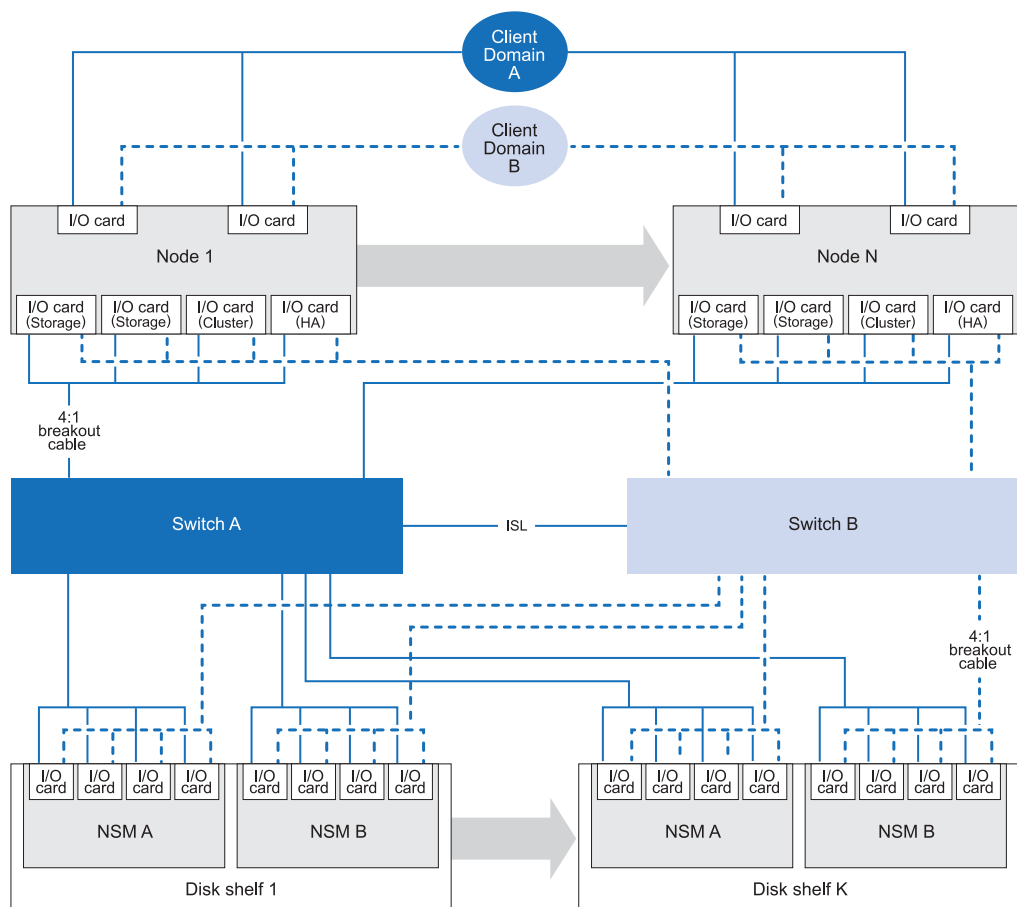 Client
Domain
A
Client
Domain
B
I/O card
I/O card
I/O card
I/O card
Node 1
Node N
I/O card
(Storage)
I/O card
(Storage)
I/O card
(Cluster)
I/O card
(HA)
I/O card
(Storage)
I/O card
(Storage)
I/O card
(Cluster)
I/O card
(HA)
4:1
breakout
cable
Switch A
ISL
Switch B
4:1
breakout
cable
I/O
card
I/O
card
I/O
card
I/O
card
I/O
card
I/O
card
I/O
card
I/O
card
I/O
card
I/O
card
I/O
card
I/O
card
I/O
card
I/O
card
I/O
card
I/O
card
NSM A
NSM B
NSM A
NSM B
Disk shelf 1
Disk shelf K